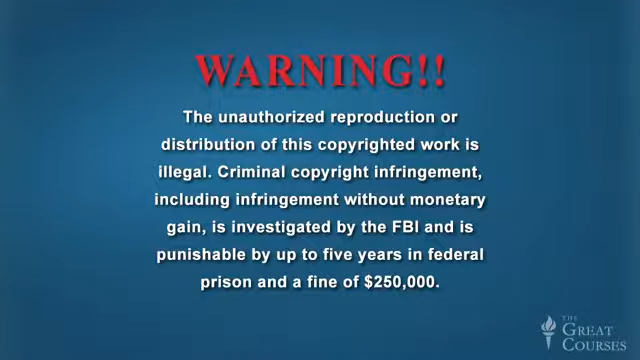 WARNING!!
The unauthorized reproduction or
distribution of this copyrighted work is
illegal. Criminal copyright infringement,
including infringement without monetary
gain, is investigated by the FBI and is
punishable by up to five years in federal
prison and a fine of $250,000.
THE
GREAT
COURSES